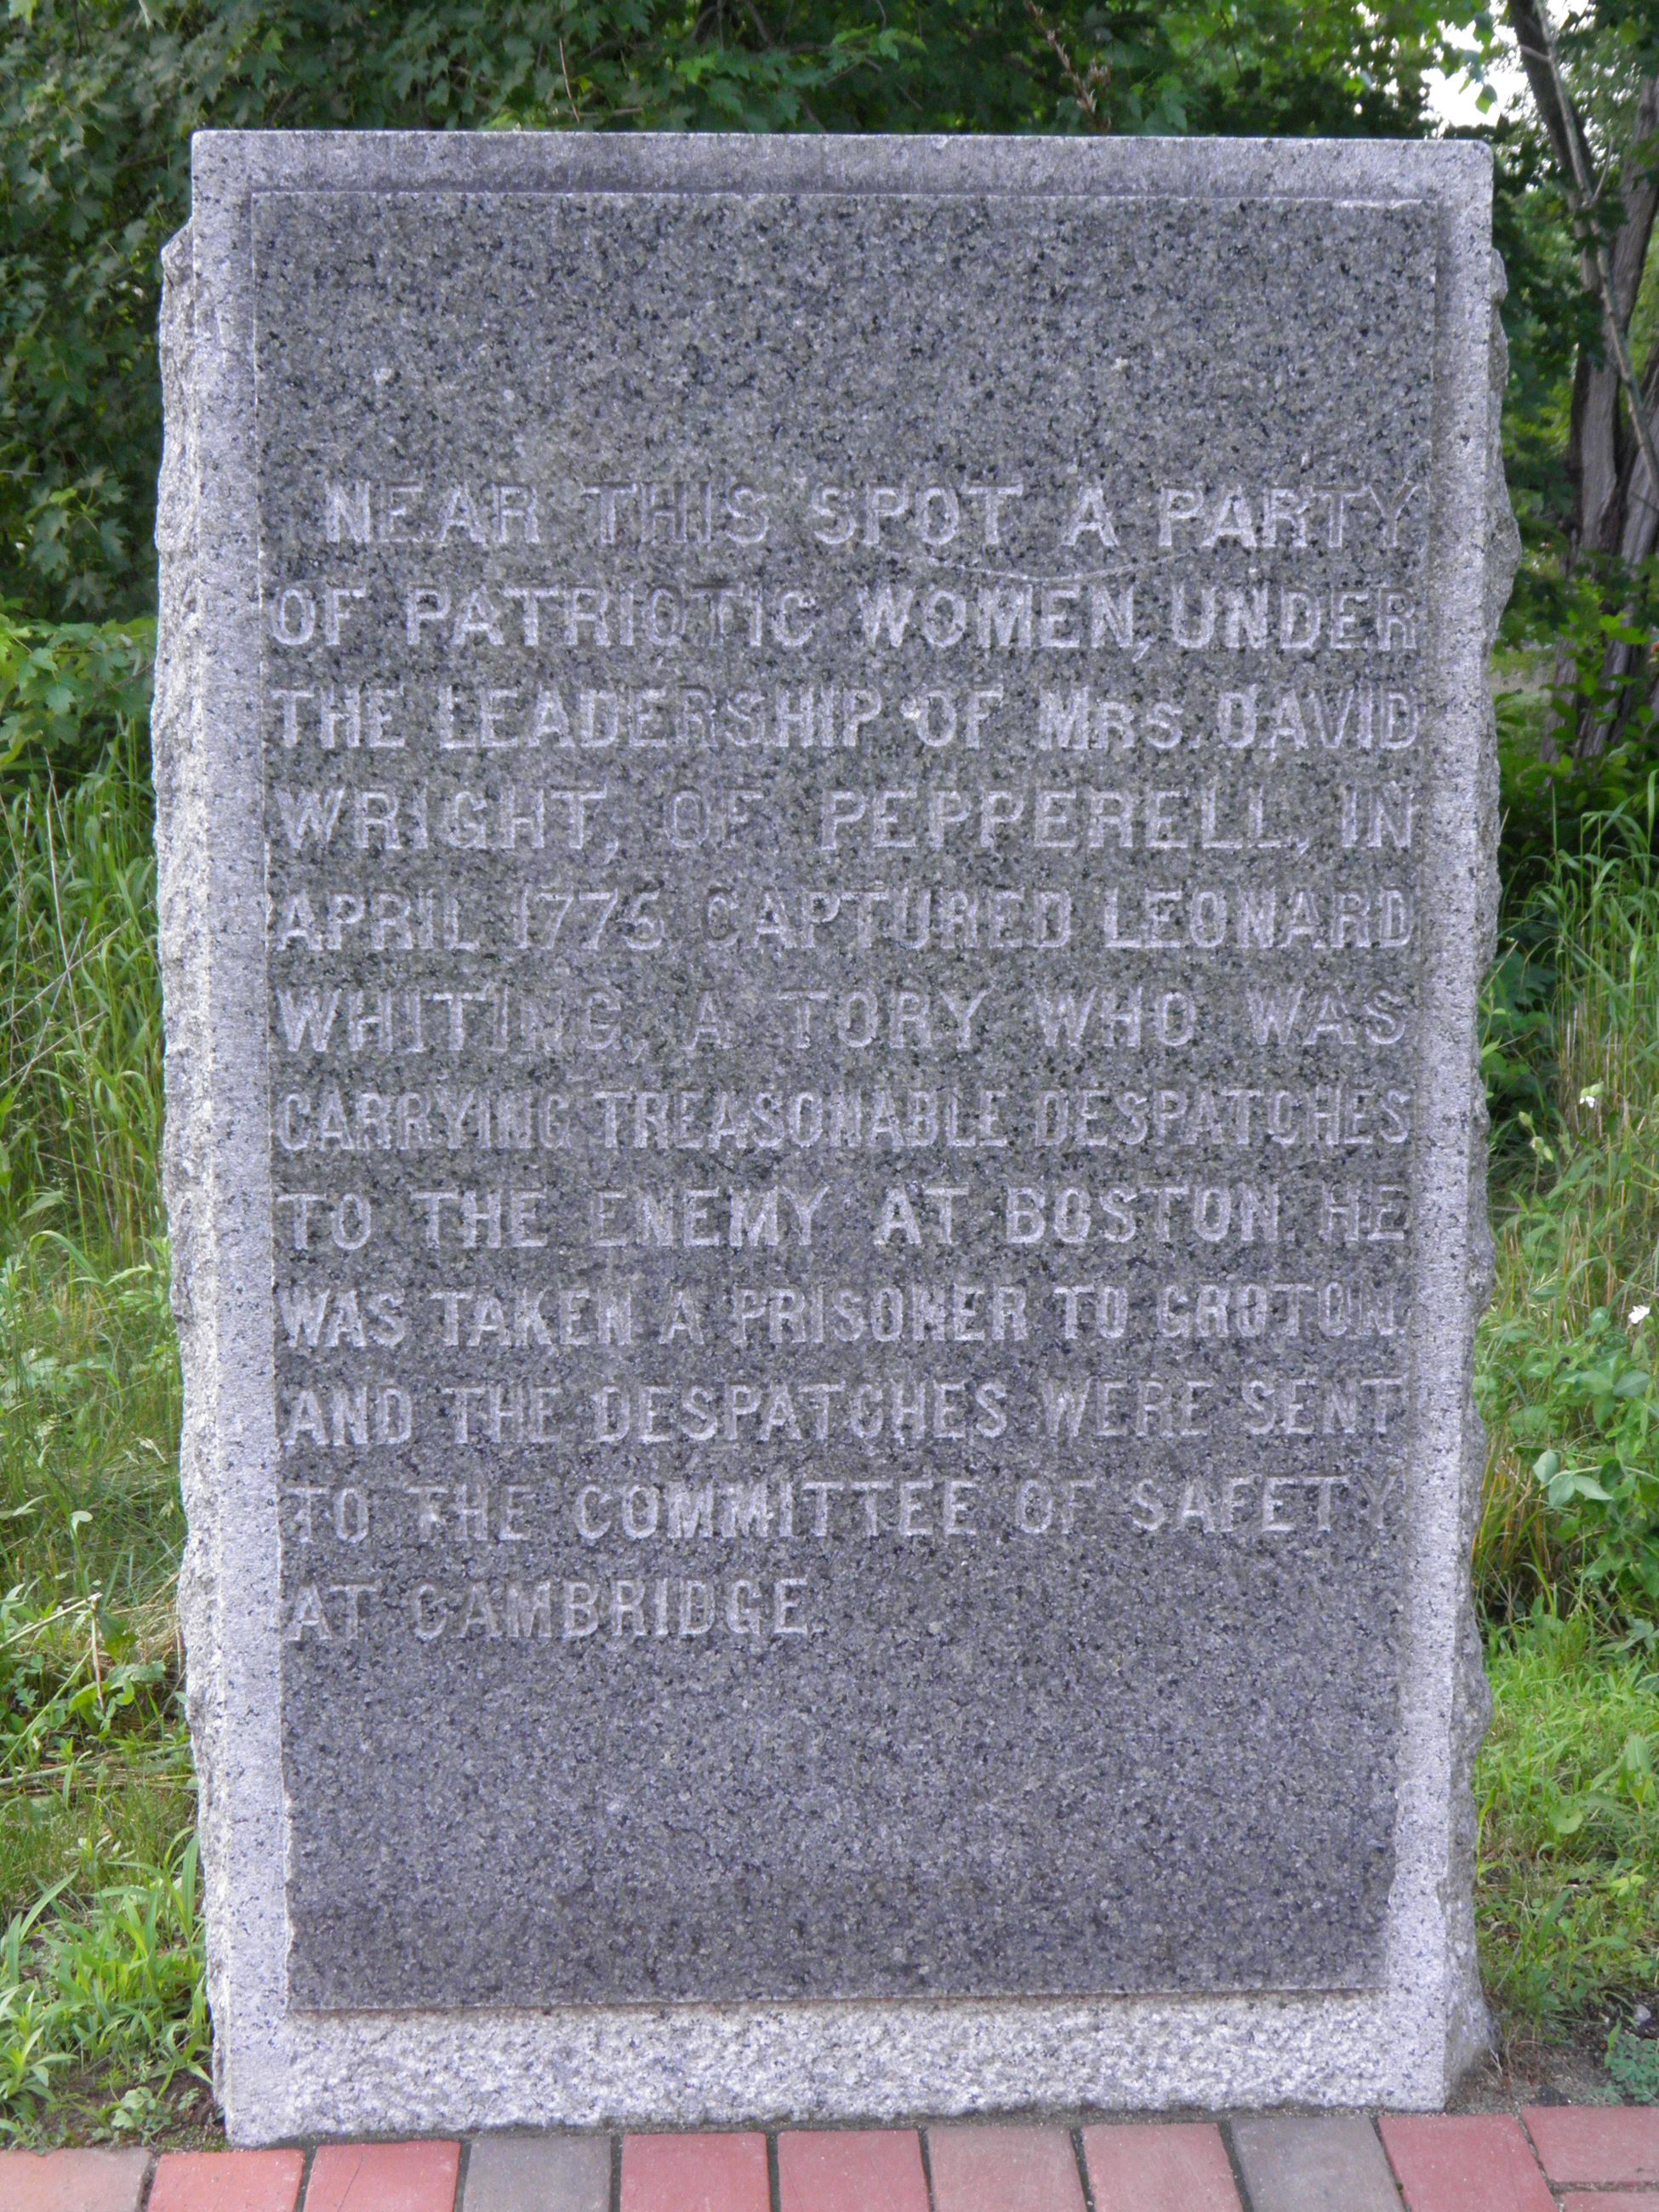 NEAR THIS SPOT A PARTY
OF PATRIOTIC WOMEN, UNDER
THE LEADERSHIP OF MRS. DAVID
WRIGHT, OF PEPPERELL, IN
APRIL 1775 CAPTURED LEONARD
WHITING, A TORY WHO WAS
CARRYING TREASONABLE DESPATCHES
TO THE ENEMY AT BOSTON. HE
WAS TAKEN A PRISONER TO GROTON.
AND THE DESPATCHES WERE SENT
TO THE COMMITTEE OF SAFETY
AT CAMBRIDGE.